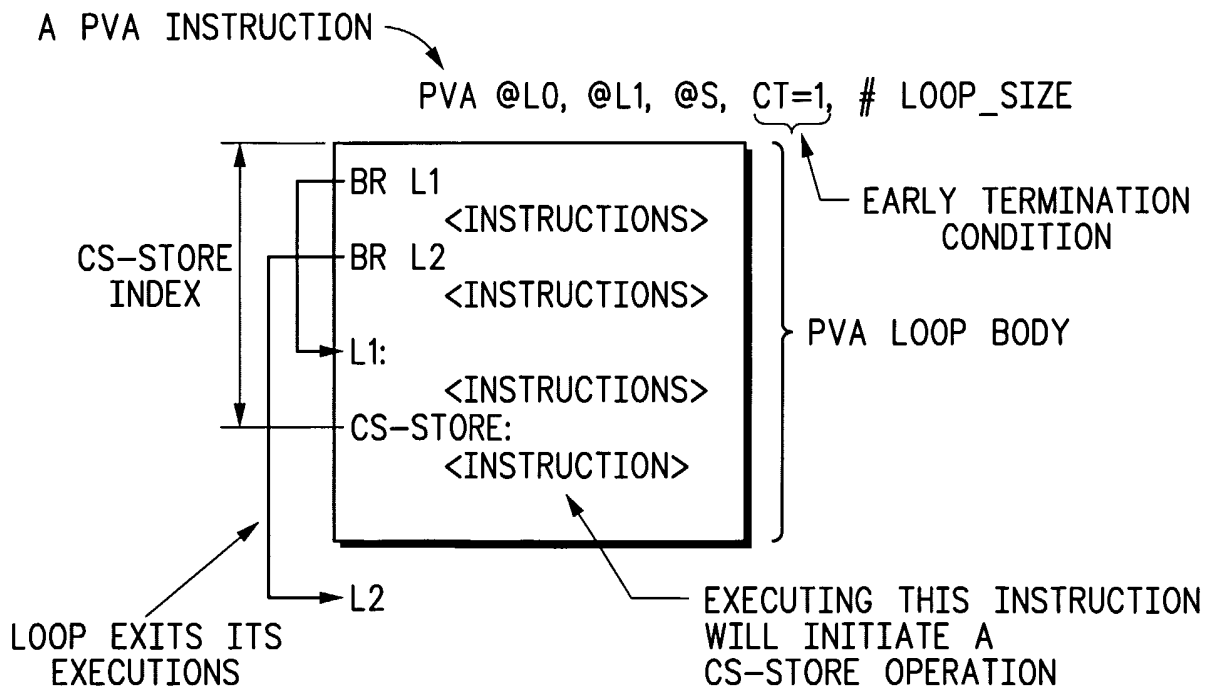 A PVA INSTRUCTION
PVA @L0, @L1, @S, CT=1, # LOOP_SIZE
BR L1
<INSTRUCTIONS>
EARLY TERMINATION
CONDITION
BR L2
CS-STORE
INDEX
<INSTRUCTIONS>
PVA LOOP BODY
L1:
<INSTRUCTIONS>
CS-STORE:
<INSTRUCTION>
L2
LOOP EXITS ITS
EXECUTIONS
EXECUTING THIS INSTRUCTION
WILL INITIATE A
CS-STORE OPERATION